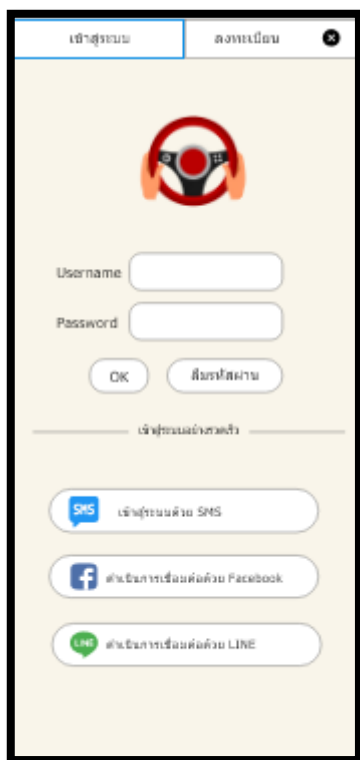 เข้าสู่ระบบ
ลงทะเบียน
Username
Password
OK
ลืมรหัสผ่าน
เข้าสู่ระบบอย่างรวดเร็ว
SMS เข้าสู่ระบบด้วย SMS
f ดำเนินการเชื่อมต่อด้วย Facebook
LINE ดำเนินการเชื่อมต่อด้วย LINE